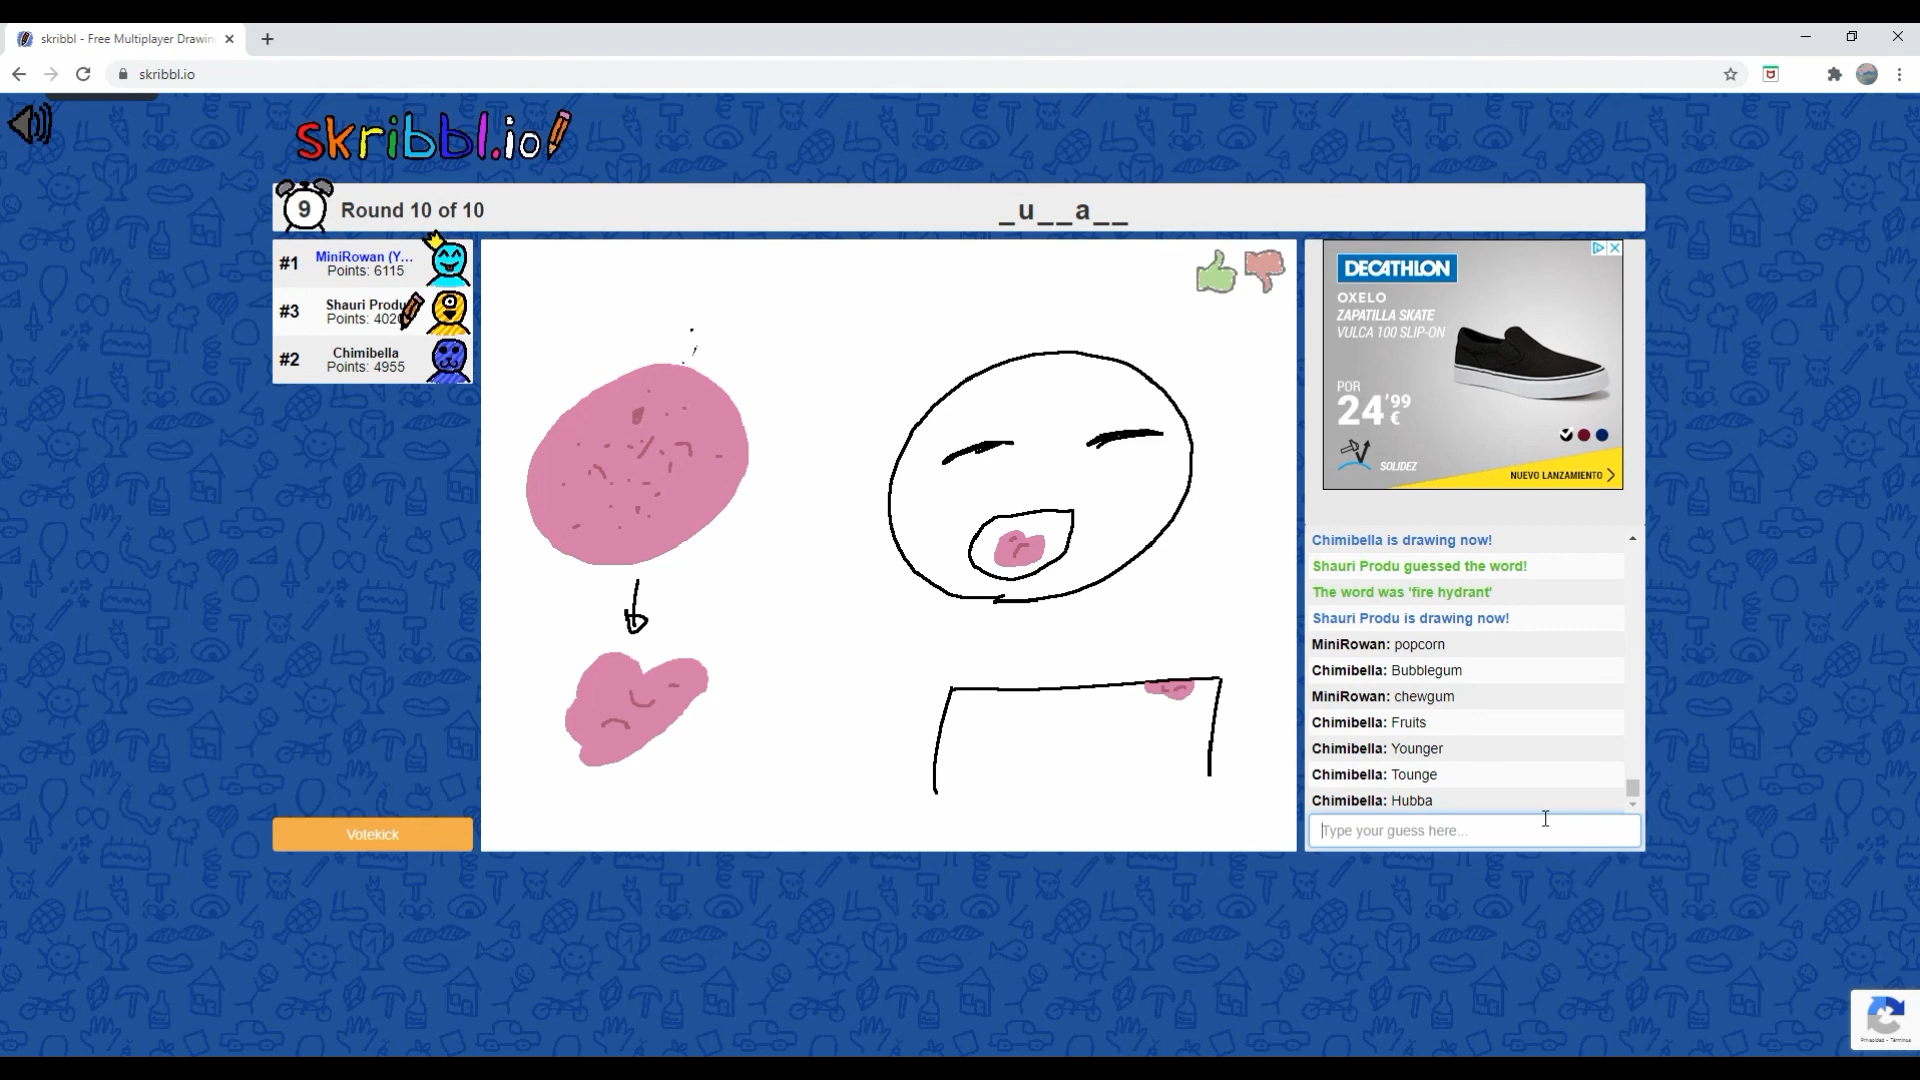 skribbl - Free Multiplayer Drawin
skribbl.io
skribbl.io
9
Round 10 of 10
_u__a__
#1
MiniRowan (Y...
Points: 6115
#3
Shauri Produ
Points: 402
#2
Chimibella
Points: 4955
Votekick
DECATHLON
OXELO
ZAPATILLA SKATE
VULCA 100 SLIP-ON
POR
24'99
€
SOLIDEZ
NUEVO LANZAMIENTO >
Chimibella is drawing now!
Shauri Produ guessed the word!
The word was 'fire hydrant'
Shauri Produ is drawing now!
MiniRowan: popcorn
Chimibella: Bubblegum
MiniRowan: chewgum
Chimibella: Fruits
Chimibella: Younger
Chimibella: Tounge
Chimibella: Hubba
Type your guess here...
Privacidad - Términos